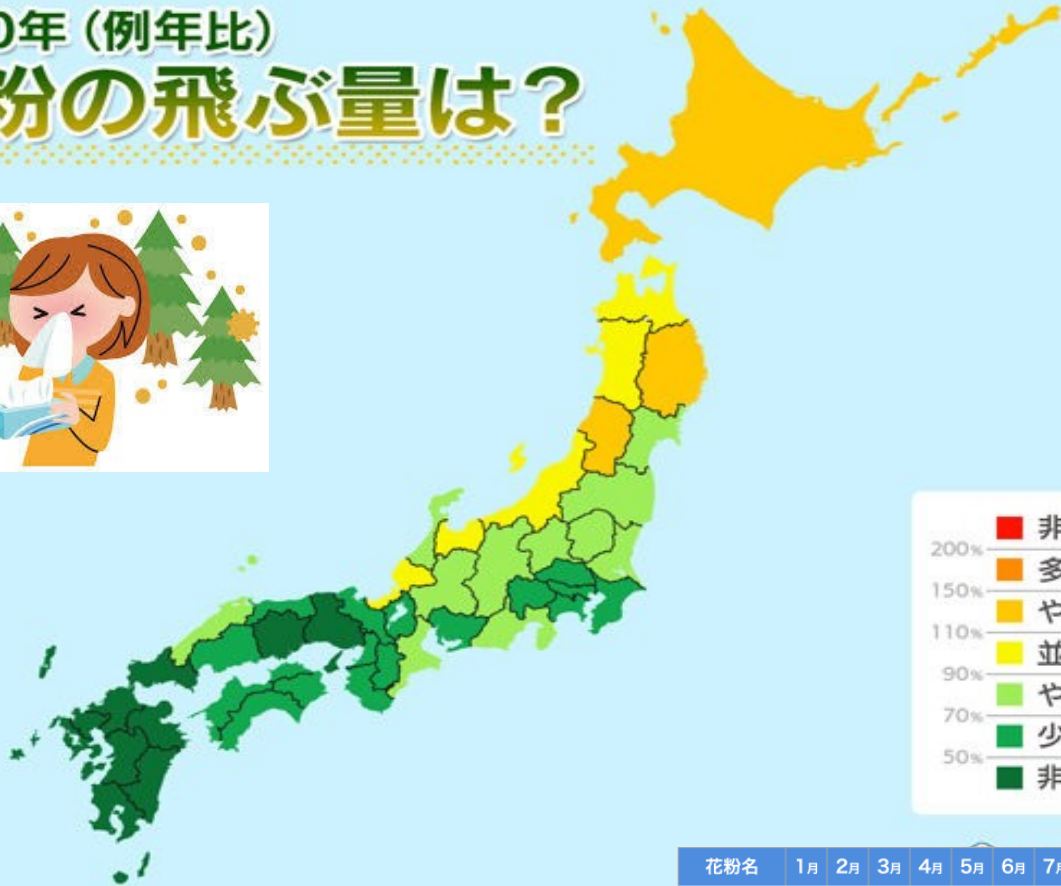 0年（例年比）
粉の飛ぶ量は？
非
200%
多
150%
や
110%
並
90%
や
70%
少
50%
非
花粉名 1月 2月 3月 4月 5月 6月 7月